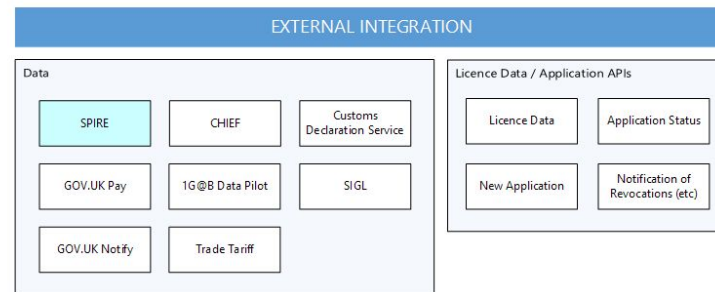 EXTERNAL INTEGRATION
Data
SPIRE
CHIEF
Customs
Declaration Service
GOV.UK Pay
1G@B Data Pilot
SIGL
GOV.UK Notify
Trade Tariff
Licence Data / Application APIs
Licence Data
Application Status
New Application
Notification of
Revocations (etc)